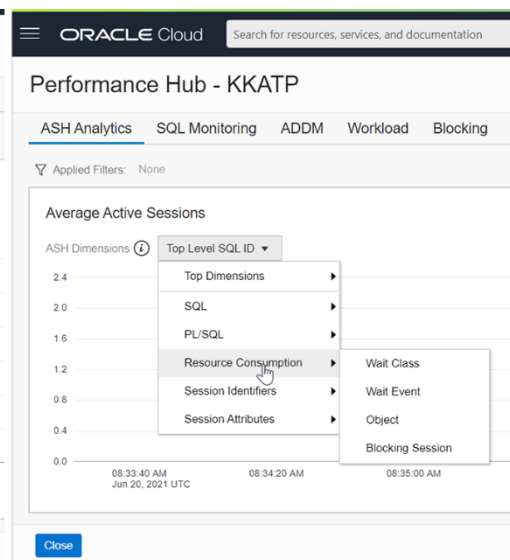 ORACLE Cloud
Search for resources, services, and documentation
Performance Hub - KKATP
ASH Analytics SQL Monitoring ADDM Workload Blocking
Applied Filters: None
Average Active Sessions
ASH Dimensions i Top Level SQL ID
2.4
Top Dimensions
2.0
SQL
1.6
PL/SQL
1.2
Resource Consumption
Wait Class
0.8
Session Identifiers
Wait Event
0.4
Session Attributes
Object
Blocking Session
0.0
08:33:40 AM 08:34:20 AM 08:35:00 AM
Jun 20, 2021 UTC
Close